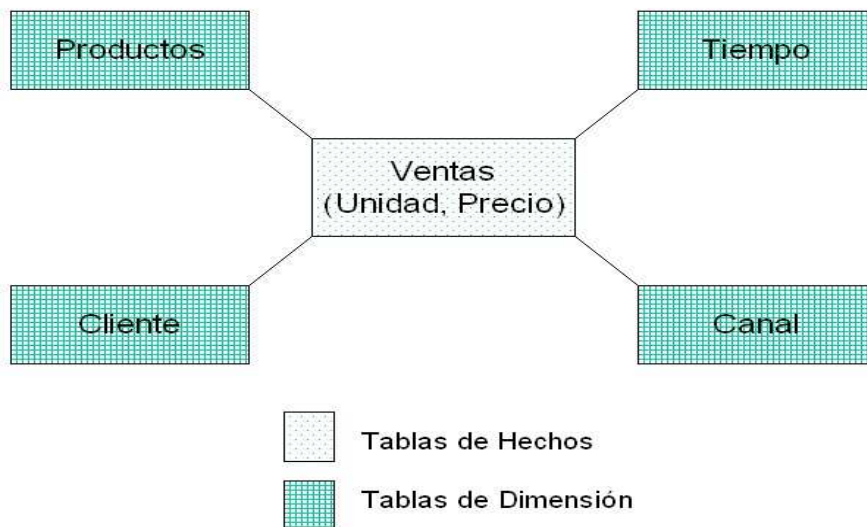 Productos
Tiempo
Ventas
(Unidad, Precio)
Cliente
Canal
Tablas de Hechos
Tablas de Dimensión